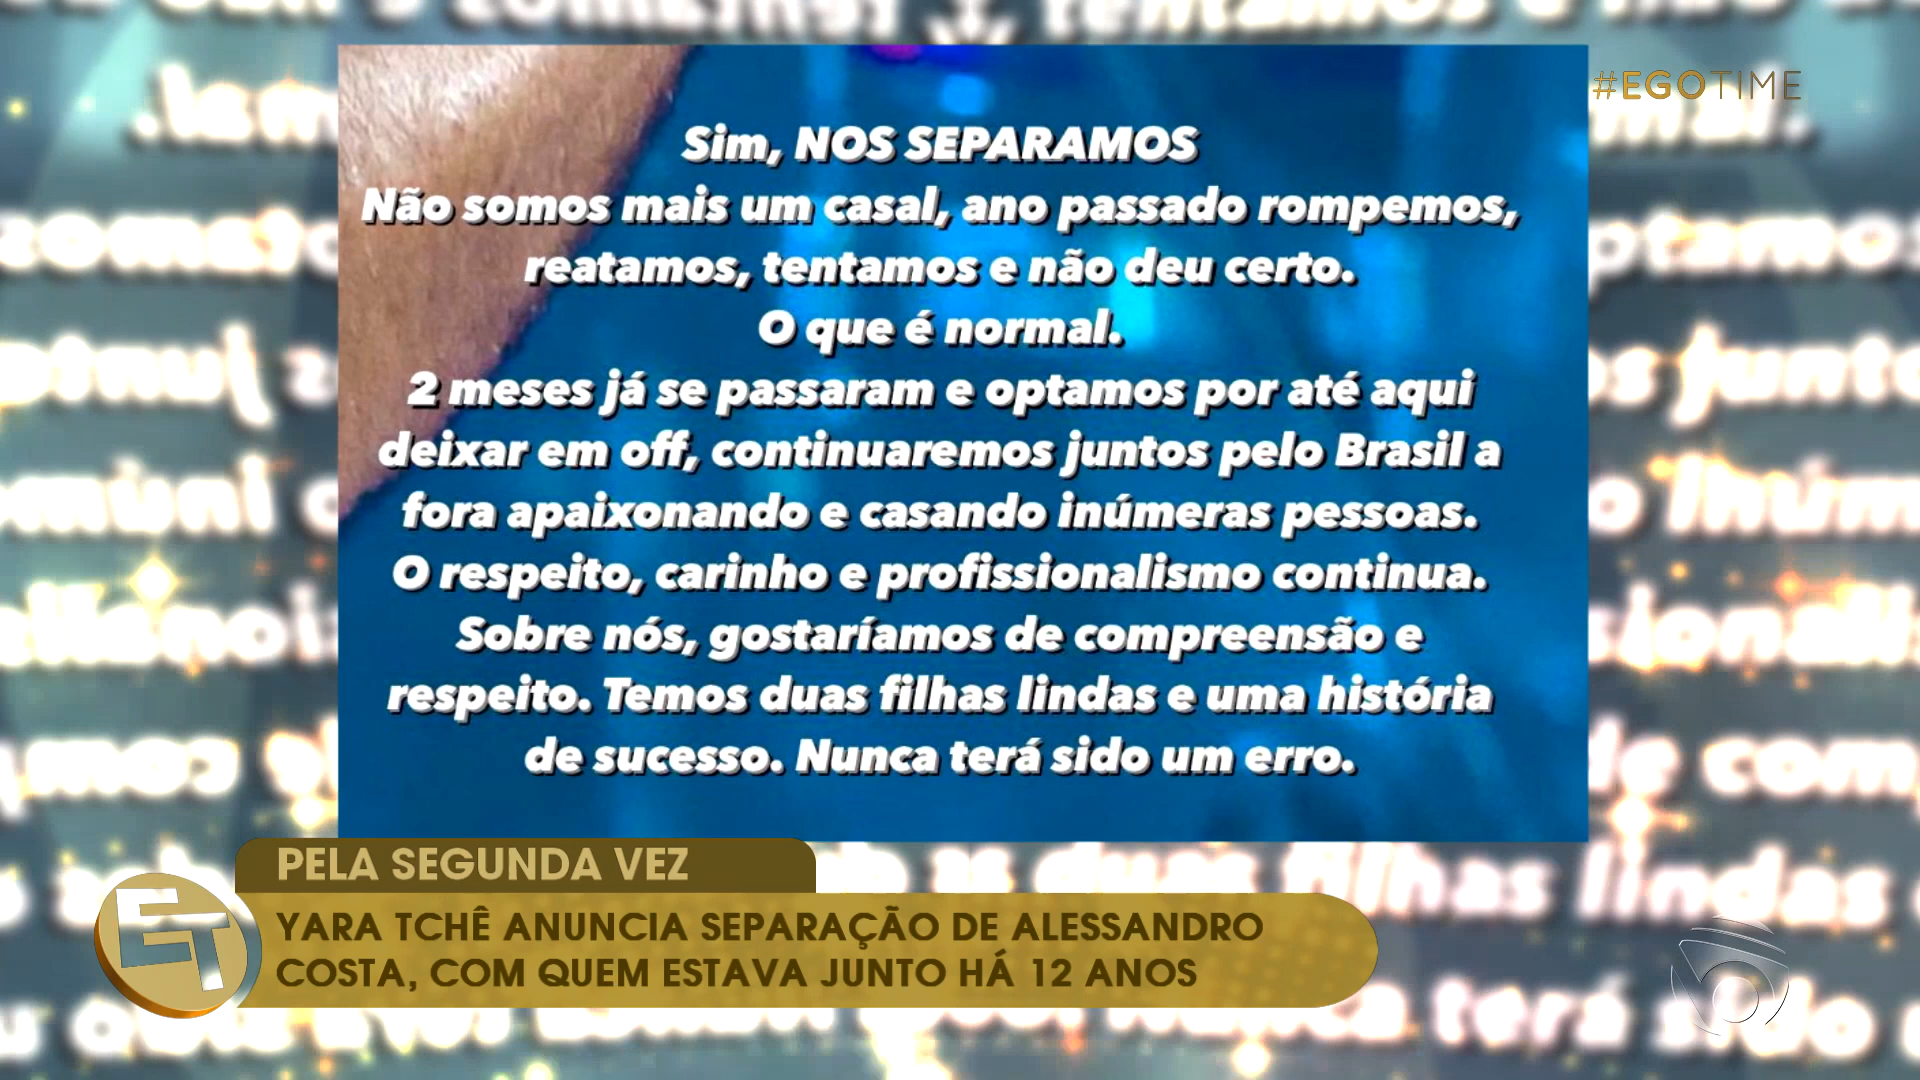 #EGOTIME
Sim, NOS SEPARAMOS
Não somos mais um casal, ano passado rompemos,
reatamos, tentamos e não deu certo.
O que é normal.
2 meses já se passaram e optamos por até aqui
deixar em off, continuaremos juntos pelo Brasil a
fora apaixonando e casando inúmeras pessoas.
O respeito, carinho e profissionalismo continua.
Sobre nós, gostaríamos de compreensão e
respeito. Temos duas filhas lindas e uma história
de sucesso. Nunca terá sido um erro.
PELA SEGUNDA VEZ
ET
YARA TCHÊ ANUNCIA SEPARAÇÃO DE ALESSANDRO
COSTA, COM QUEM ESTAVA JUNTO HÁ 12 ANOS